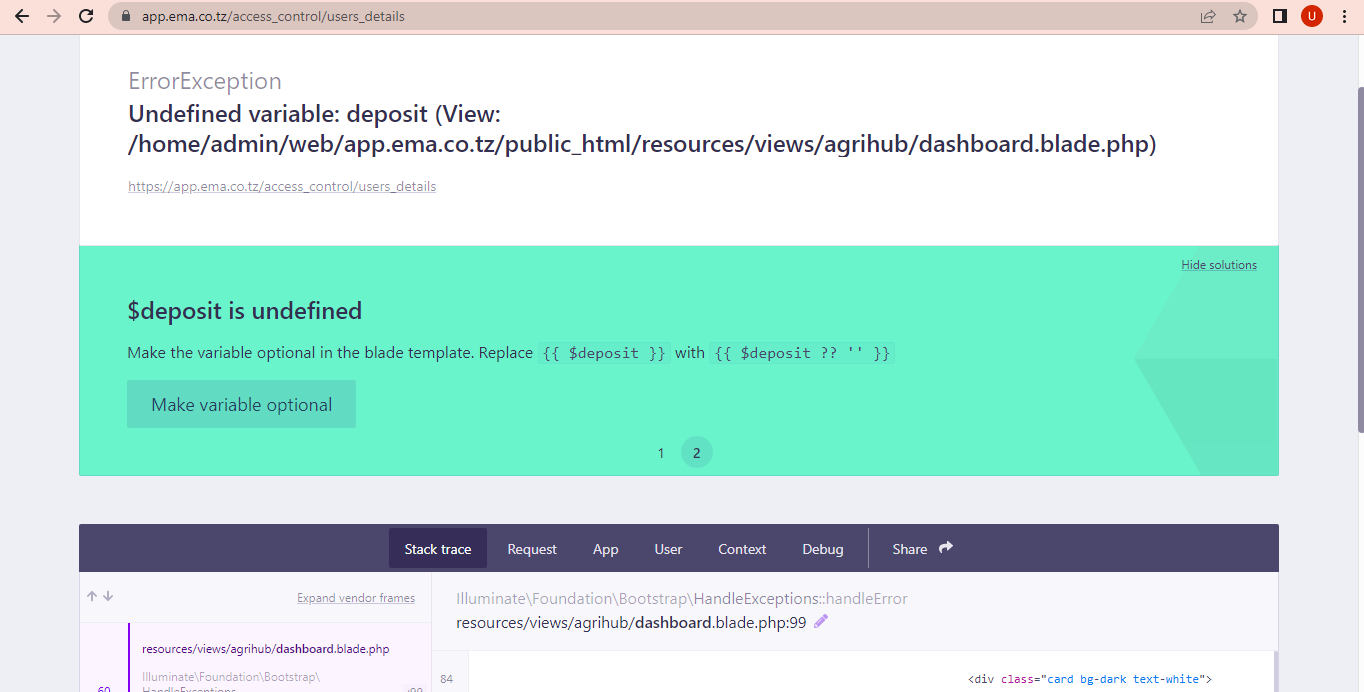 app.ema.co.tz/access_control/users_details
U
ErrorException
Undefined variable: deposit (View:
/home/admin/web/app.ema.co.tz/public_html/resources/views/agrihub/dashboard.blade.php)
https://app.ema.co.tz/access_control/users_details
Hide solutions
$deposit is undefined
Make the variable optional in the blade template. Replace {{ $deposit }} with {{ $deposit ?? '' }}
Make variable optional
1 2
Stack trace Request App User Context Debug Share
Expand vendor frames
Illuminate\Foundation\Bootstrap\HandleExceptions::handleError
resources/views/agrihub/dashboard.blade.php:99
resources/views/agrihub/dashboard.blade.php
60 Illuminate\Foundation\Bootstrap\
HandleExceptions :99
84 <div class="card bg-dark text-white">